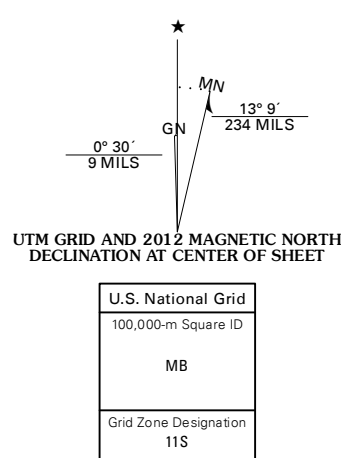 ★
MN
13° 9´
234 MILS
GN
0° 30´
9 MILS
UTM GRID AND 2012 MAGNETIC NORTH
DECLINATION AT CENTER OF SHEET
U.S. National Grid
100,000-m Square ID
MB
Grid Zone Designation
11S